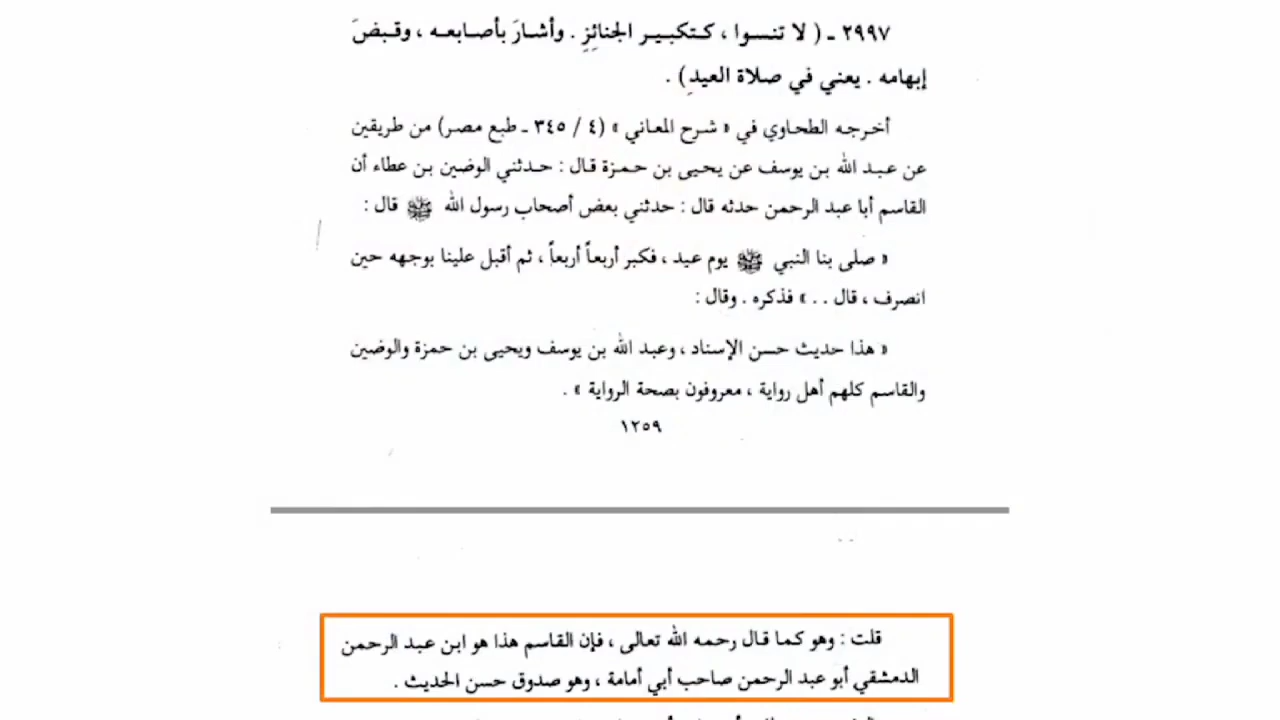 ٢٩٩٧ ـ ( لا تنسوا ، كتكبير الجنائِزِ . وأشارَ بأصابعه ، وقبضَ
إبهامه . يعني في صلاة العيدِ) .
أخرجه الطحاوي في « شرح المعاني » (٤ / ٣٤٥ ـ طبع مصر) من طريقين
عن عبد الله بن يوسف عن يحيى بن حمزة قال : حدثني الوضين بن عطاء أن
القاسم أبا عبد الرحمن حدثه قال : حدثني بعض أصحاب رسول الله ﷺ قال :
« صلى بنا النبي ﷺ يوم عيد ، فكبر أربعاً أربعاً ، ثم أقبل علينا بوجهه حين
انصرف ، قال . . » فذكره . وقال :
« هذا حديث حسن الإسناد ، وعبد الله بن يوسف ويحيى بن حمزة والوضين
والقاسم كلهم أهل رواية ، معروفون بصحة الرواية » .
١٢٥٩
قلت : وهو كما قال رحمه الله تعالى ، فإن القاسم هذا هو ابن عبد الرحمن
الدمشقي أبو عبد الرحمن صاحب أبي أمامة ، وهو صدوق حسن الحديث .